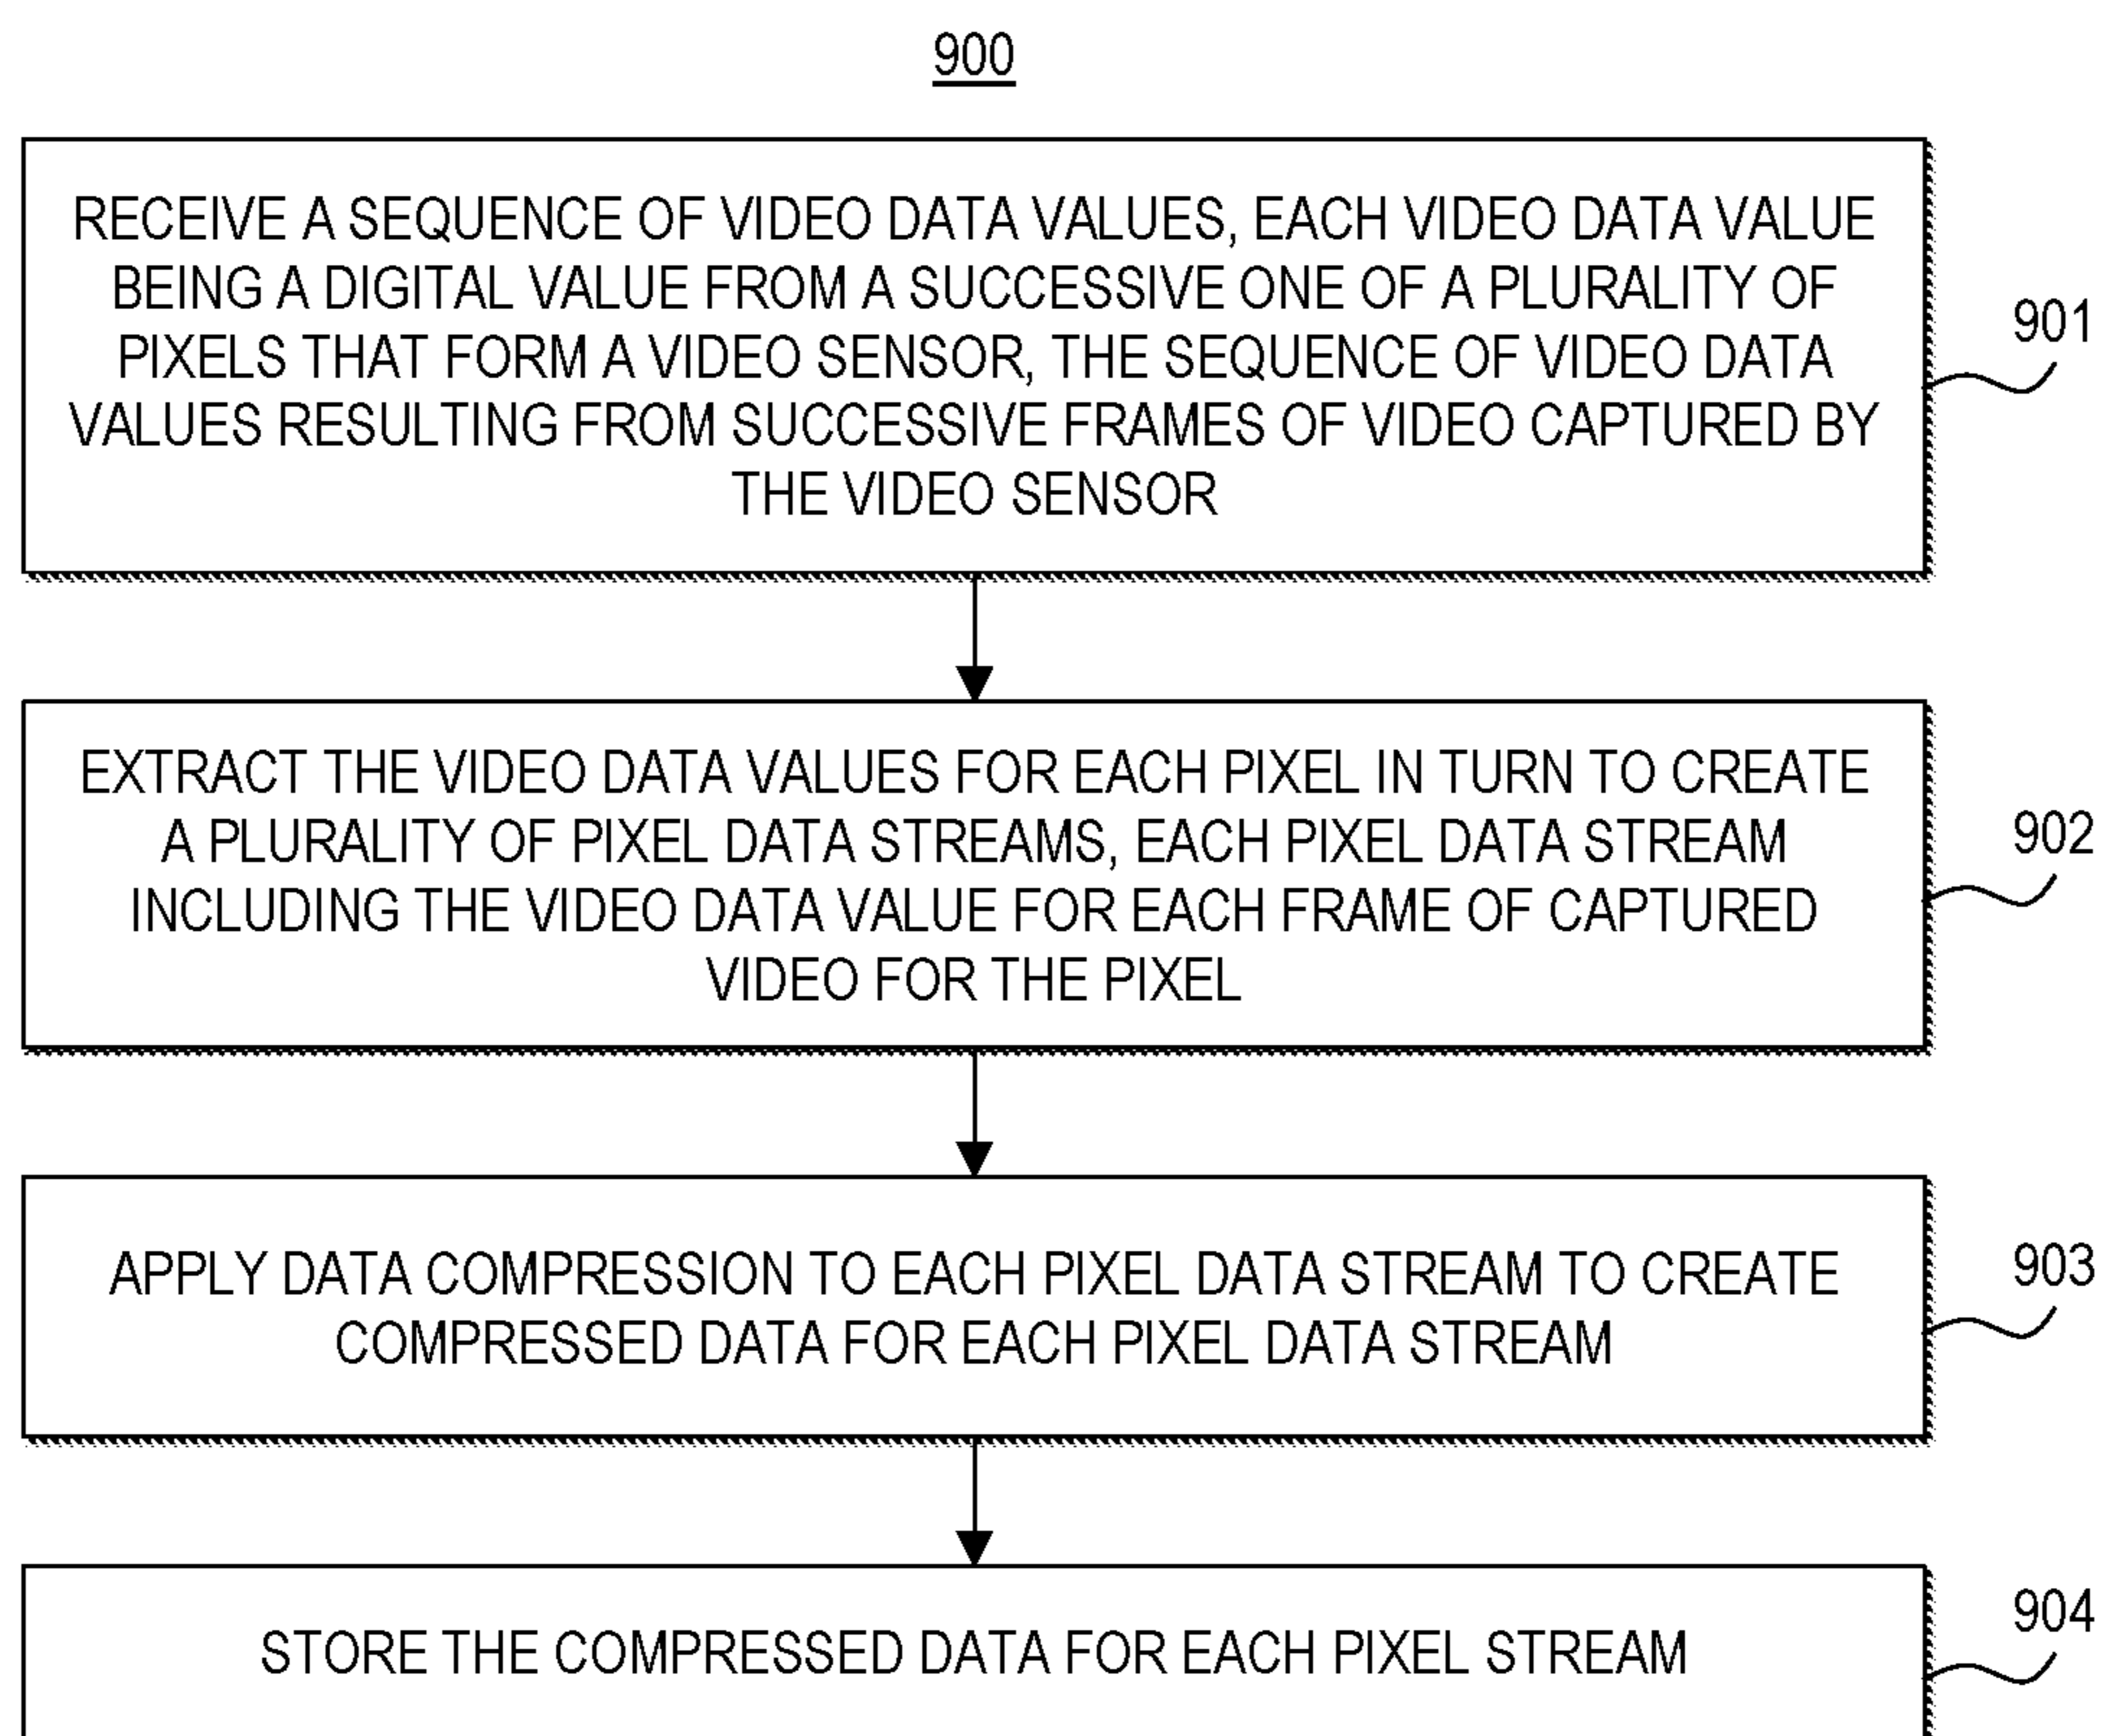 900
RECEIVE A SEQUENCE OF VIDEO DATA VALUES, EACH VIDEO DATA VALUE
BEING A DIGITAL VALUE FROM A SUCCESSIVE ONE OF A PLURALITY OF
PIXELS THAT FORM A VIDEO SENSOR, THE SEQUENCE OF VIDEO DATA
VALUES RESULTING FROM SUCCESSIVE FRAMES OF VIDEO CAPTURED BY
THE VIDEO SENSOR
901
EXTRACT THE VIDEO DATA VALUES FOR EACH PIXEL IN TURN TO CREATE
A PLURALITY OF PIXEL DATA STREAMS, EACH PIXEL DATA STREAM
INCLUDING THE VIDEO DATA VALUE FOR EACH FRAME OF CAPTURED
VIDEO FOR THE PIXEL
902
APPLY DATA COMPRESSION TO EACH PIXEL DATA STREAM TO CREATE
COMPRESSED DATA FOR EACH PIXEL DATA STREAM
903
STORE THE COMPRESSED DATA FOR EACH PIXEL STREAM
904